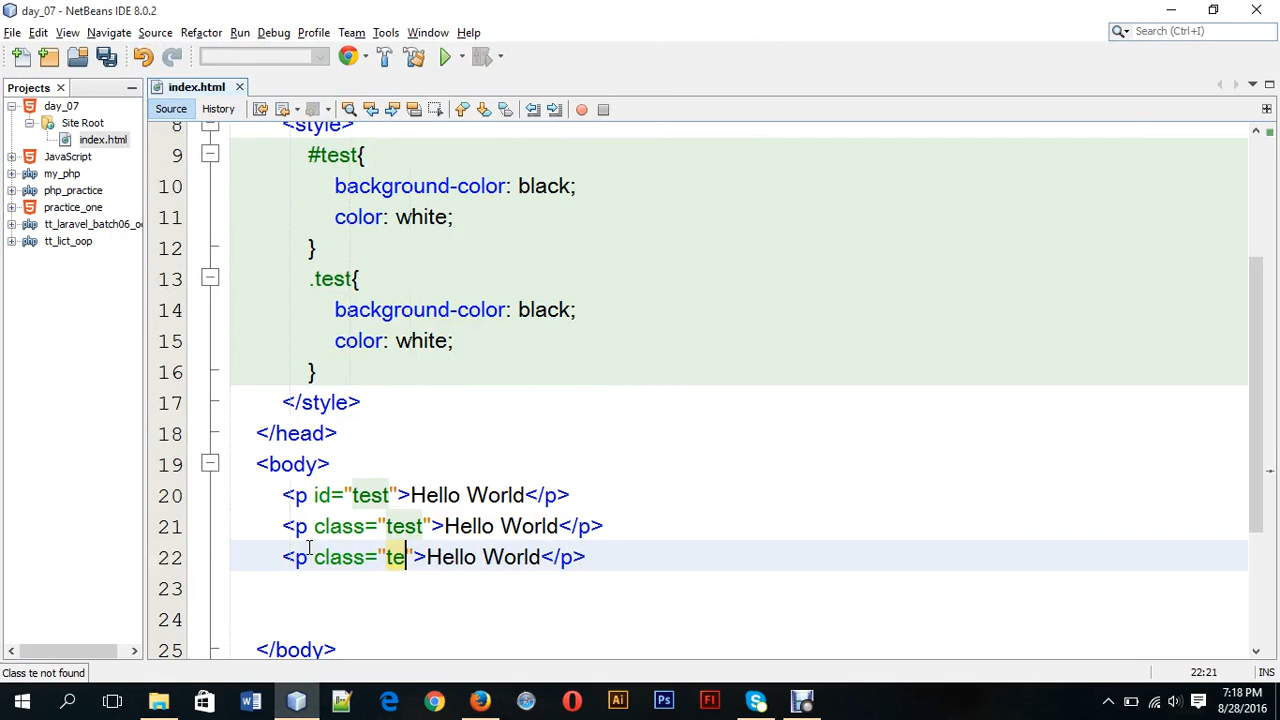 day_07 - NetBeans IDE 8.0.2
File Edit View Navigate Source Refactor Run Debug Profile Team Tools Window Help
Search (Ctrl+I)
Projects
index.html
Source History
day_07
Site Root
index.html
JavaScript
my_php
php_practice
practice_one
tt_laravel_batch06_o
tt_lict_oop
8 <style>
9 #test{
10 background-color: black;
11 color: white;
12 }
13 .test{
14 background-color: black;
15 color: white;
16 }
17 </style>
18 </head>
19 <body>
20 <p id="test">Hello World</p>
21 <p class="test">Hello World</p>
22 <p class="te">Hello World</p>
23
24
25 </body>
Class te not found
22:21 INS
7:18 PM
8/28/2016